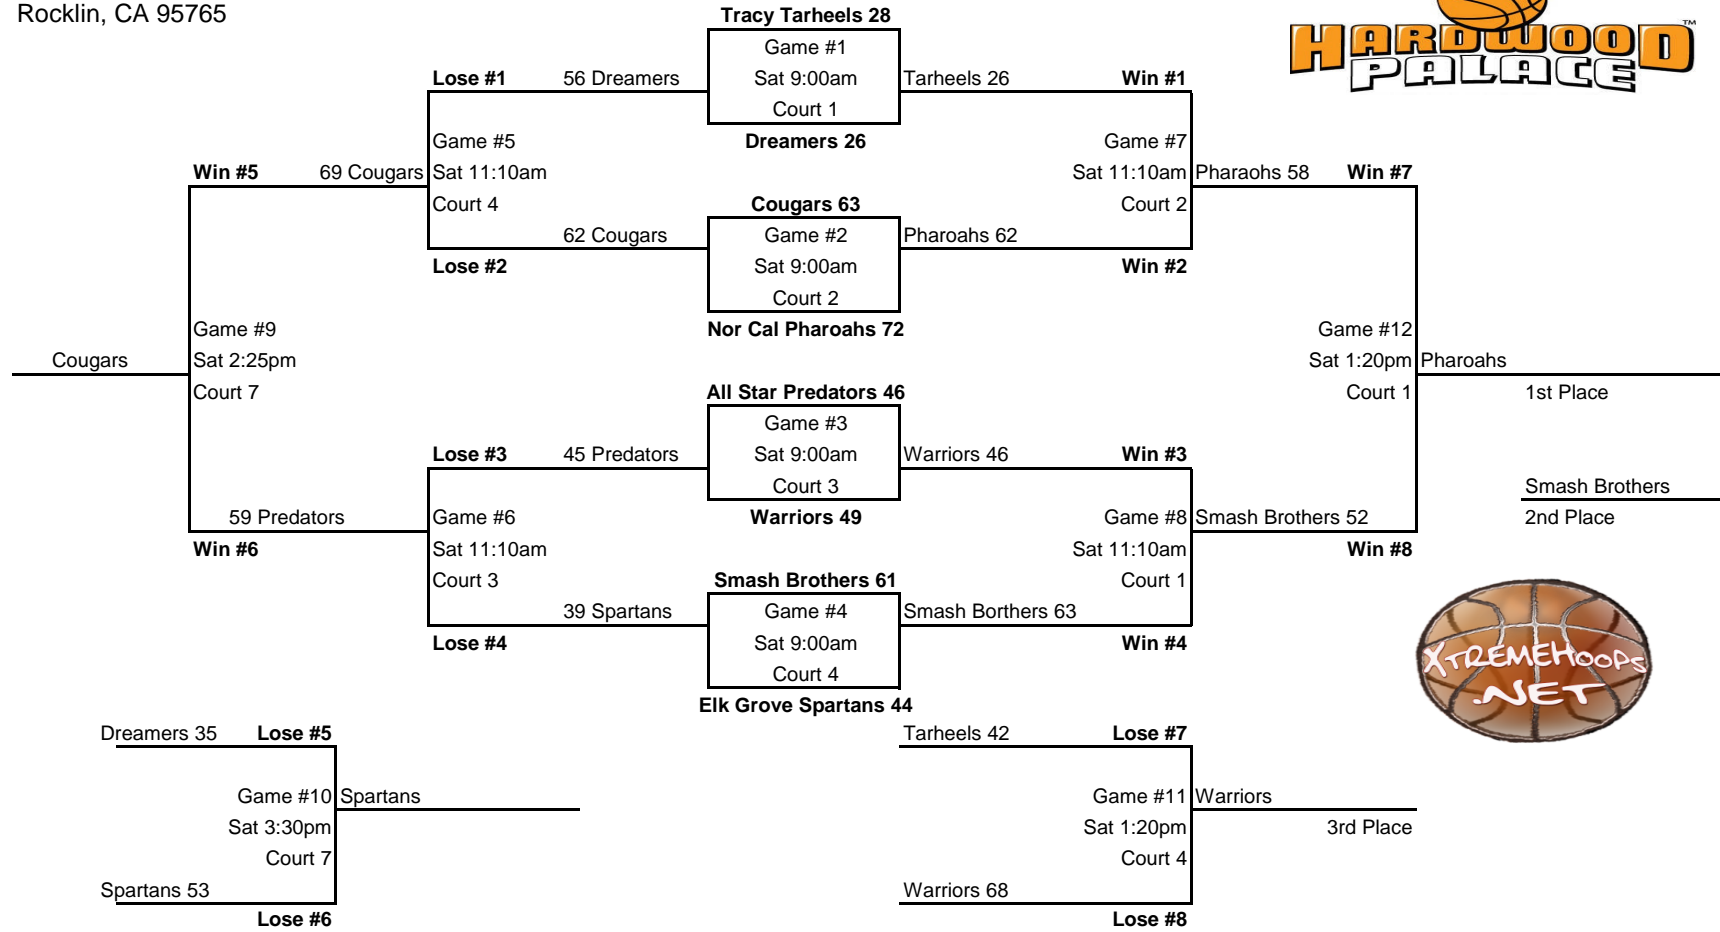 Rocklin, CA 95765
Tracy Tarheels 28
HARDWOOD
PALACE
™
Game #1
Lose #1 56 Dreamers Sat 9:00am Tarheels 26 Win #1
Court 1
Game #5 Dreamers 26 Game #7
Win #5 69 Cougars Sat 11:10am Sat 11:10am Pharaohs 58 Win #7
Court 4 Cougars 63 Court 2
62 Cougars Game #2 Pharoahs 62
Lose #2 Sat 9:00am Win #2
Court 2
Game #9 Nor Cal Pharoahs 72 Game #12
Cougars Sat 2:25pm Sat 1:20pm Pharoahs
Court 7 All Star Predators 46 Court 1 1st Place
Game #3
Lose #3 45 Predators Sat 9:00am Warriors 46 Win #3
Court 3 Smash Brothers
59 Predators Game #6 Warriors 49 Game #8 Smash Brothers 52 2nd Place
Win #6 Sat 11:10am Sat 11:10am Win #8
Court 3 Smash Brothers 61 Court 1
39 Spartans Game #4 Smash Borthers 63
Lose #4 Sat 9:00am Win #4
Court 4
XTREMEHOOPS
.NET
Elk Grove Spartans 44
Dreamers 35 Lose #5 Tarheels 42 Lose #7
Game #10 Spartans Game #11 Warriors
Sat 3:30pm Sat 1:20pm 3rd Place
Court 7 Court 4
Spartans 53 Warriors 68
Lose #6 Lose #8